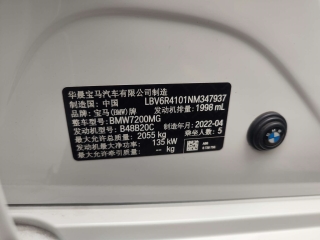 华晨宝马汽车有限公司制造
制造国: 中国 LBV6R4101NM347937
品牌: 宝马(BMW)牌 发动机排量: 1998 mL
整车型号: BMW7200MG
发动机型号: B48B20C 制造年月: 2022-04
最大允许总质量: 2055 kg 乘坐人数: 5
发动机最大净功率: 135 kW
最大允许牵引质量: -- kg